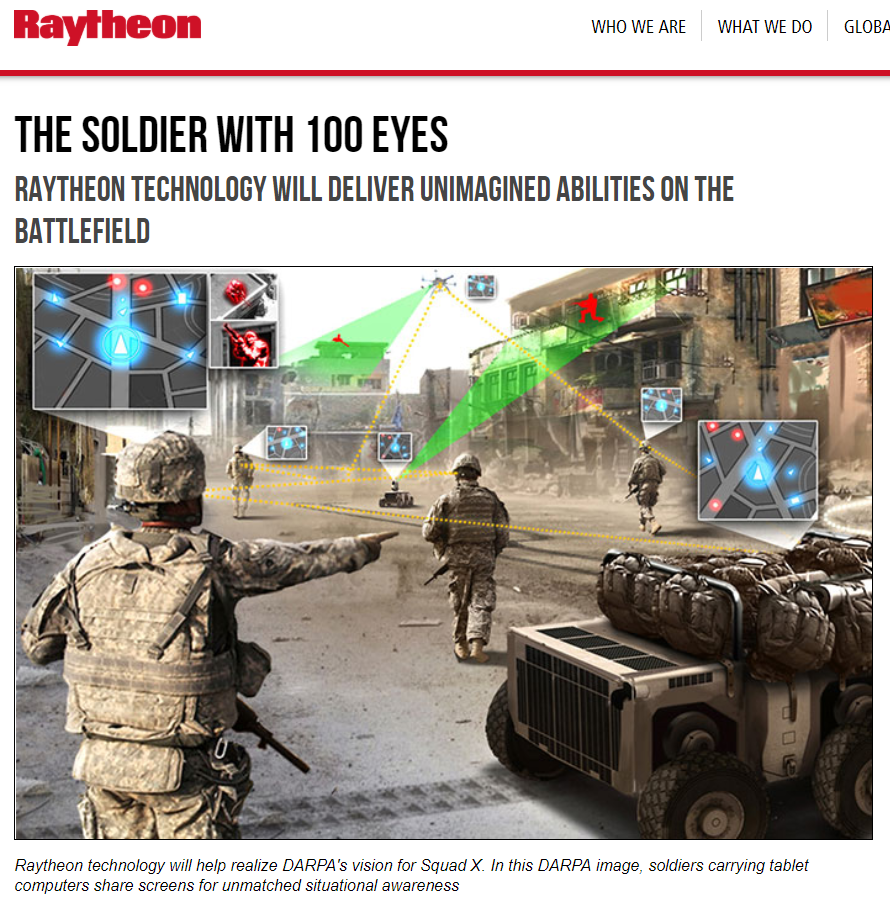 Raytheon
WHO WE ARE
WHAT WE DO
GLOBA
THE SOLDIER WITH 100 EYES
RAYTHEON TECHNOLOGY WILL DELIVER UNIMAGINED ABILITIES ON THE
BATTLEFIELD
Raytheon technology will help realize DARPA's vision for Squad X. In this DARPA image, soldiers carrying tablet
computers share screens for unmatched situational awareness